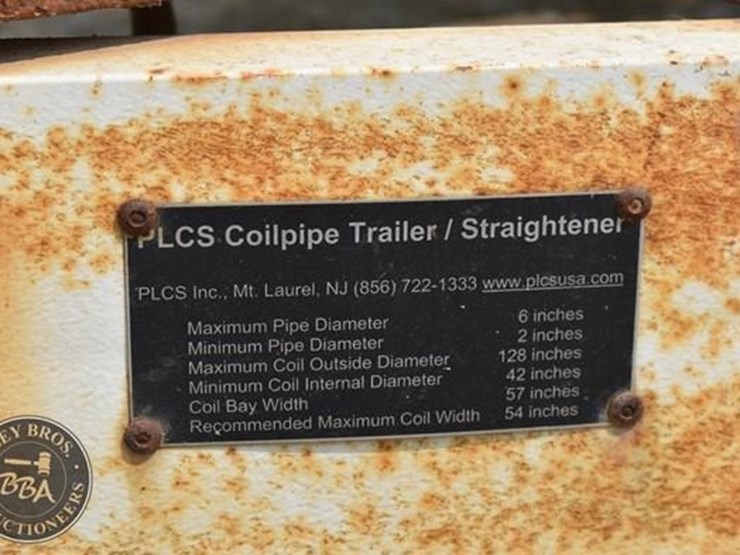 PLCS Coilpipe Trailer / Straightener
PLCS Inc., Mt. Laurel, NJ (856) 722-1333 www.plcsusa.com
Maximum Pipe Diameter 6 inches
Minimum Pipe Diameter 2 inches
Maximum Coil Outside Diameter 128 inches
Minimum Coil Internal Diameter 42 inches
Coil Bay Width 57 inches
Recommended Maximum Coil Width 54 inches
BROS.
BBA